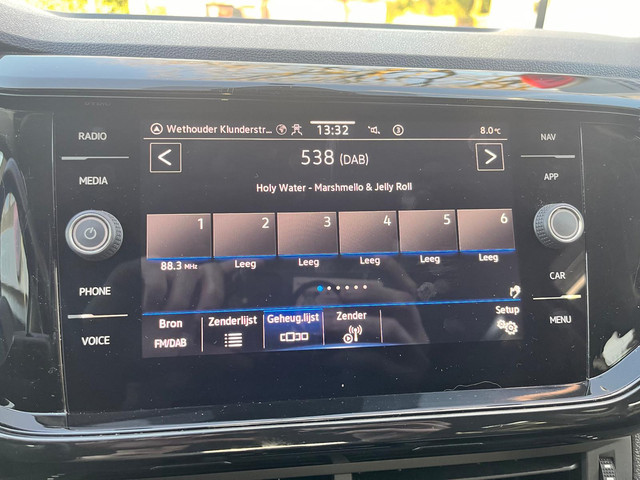 RADIO
MEDIA
PHONE
VOICE
Wethouder Klunderstr... 13:32 3 8.0°C
538 (DAB)
Holy Water - Marshmello & Jelly Roll
1 2 3 4 5 6
88.3 MHz Leeg Leeg Leeg Leeg Leeg
Bron Zenderlijst Geheug.lijst Zender Setup
FM/DAB
NAV
APP
CAR
MENU